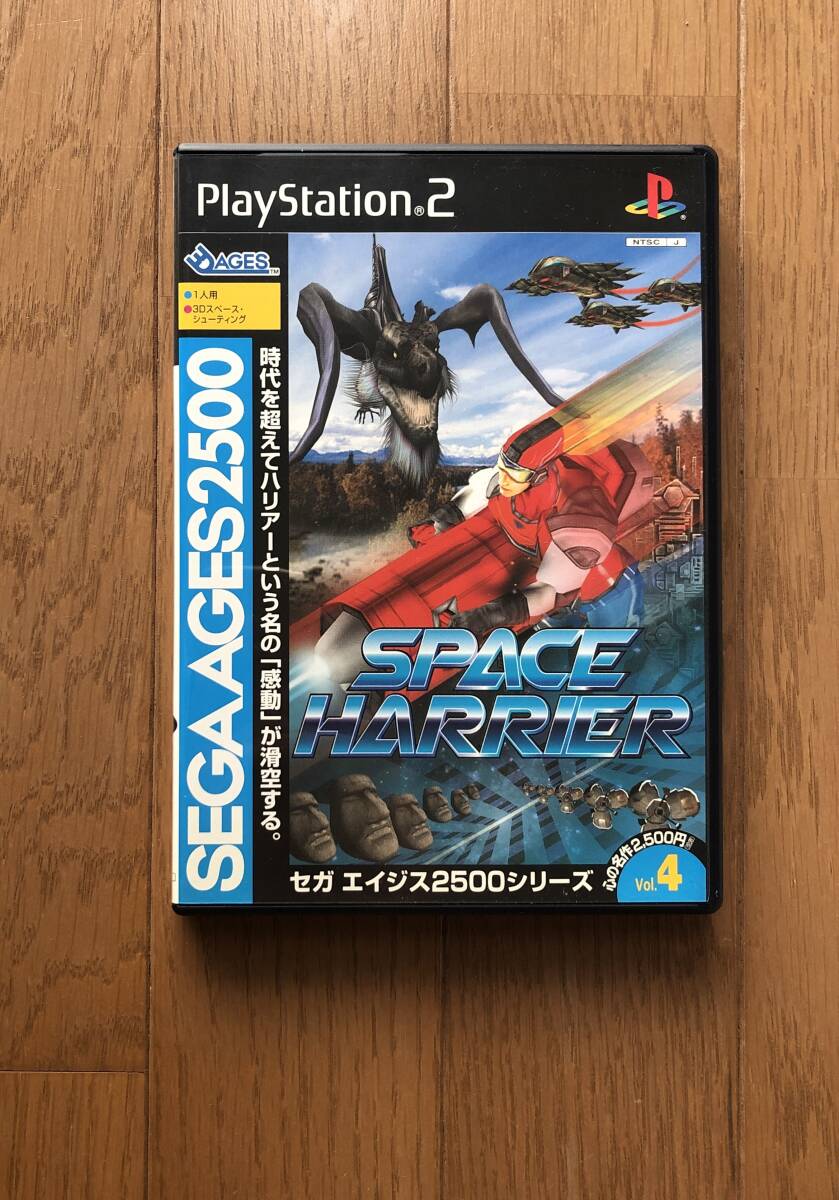 PlayStation®2
NTSC J
3D AGES™
●1人用
●3Dスペース・
シューティング
SEGA AGES 2500
時代を超えてハリアーという名の「感動」が滑空する。
SPACE
HARRIER
セガ エイジス2500シリーズ
心の名作2,500円
Vol.4